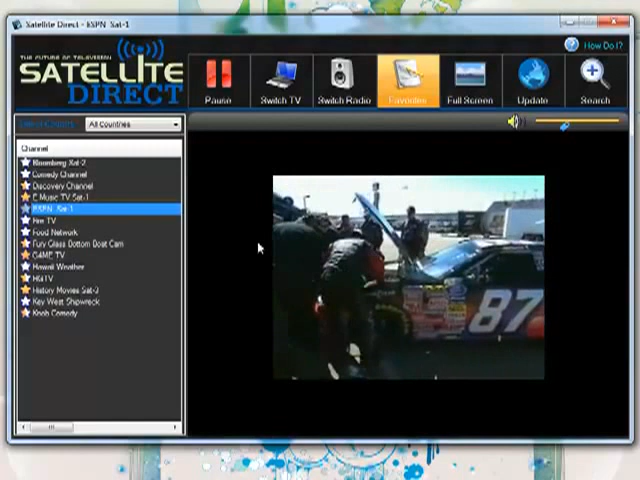 Satellite Direct - ESPN Sat-1
How Do I?
THE FUTURE OF TELEVISION
SATELLITE
DIRECT
Pause
Switch TV
Switch Radio
Favorites
Full Screen
Update
Search
Select Country
All Countries
Channel
Bloomberg Sat-2
Comedy Channel
Discovery Channel
E Music TV Sat-1
ESPN Sat-1
Fire TV
Food Network
Fury Glass Bottom Boat Cam
GAME TV
Hawaii Weather
HGTV
History Movies Sat-3
Key West Shipwreck
Knob Comedy
87